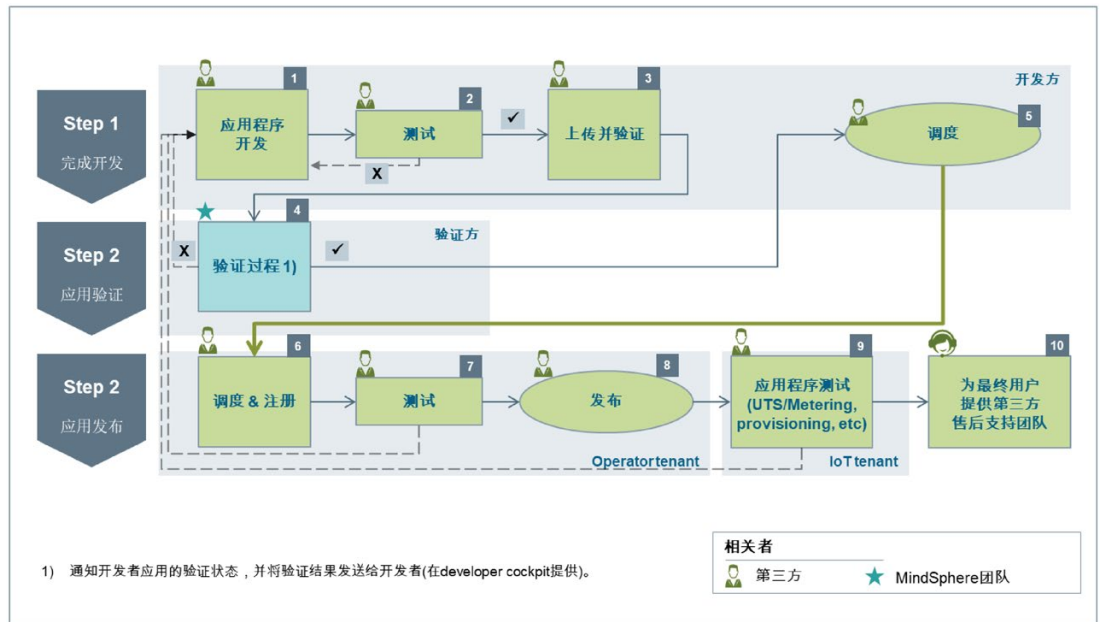 Step 1
完成开发
1
应用程序
开发
2
测试
✓
X
3
上传并验证
开发方
5
调度
Step 2
应用验证
4
验证过程 1)
X
✓
验证方
Step 2
应用发布
6
调度 & 注册
7
测试
8
发布
Operator tenant
9
应用程序测试
(UTS/Metering,
provisioning, etc)
IoT tenant
10
为最终用户
提供第三方
售后支持团队
1) 通知开发者应用的验证状态，并将验证结果发送给开发者(在developer cockpit提供)。
相关者
第三方
MindSphere团队